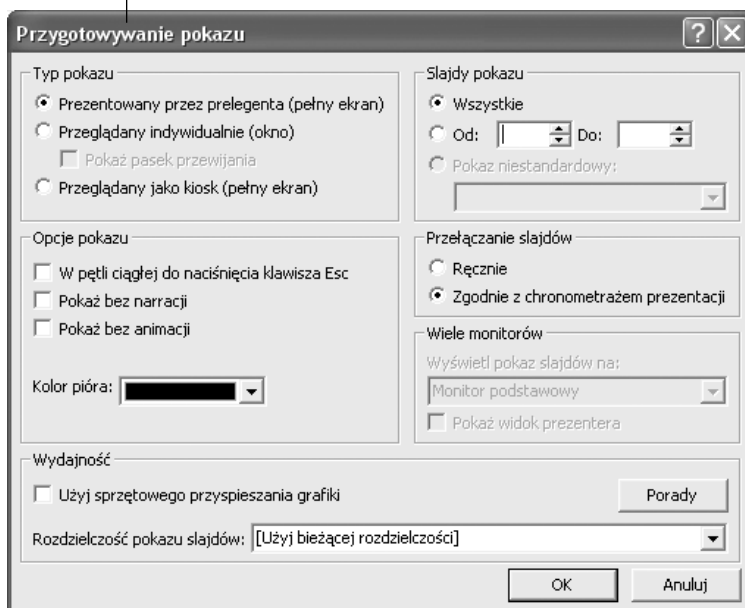 Przygotowywanie pokazu
Typ pokazu
Prezentowany przez prelegenta (pełny ekran)
Przeglądany indywidualnie (okno)
Pokaż pasek przewijania
Przeglądany jako kiosk (pełny ekran)
Slajdy pokazu
Wszystkie
Od: Do:
Pokaz niestandardowy:
Opcje pokazu
W pętli ciągłej do naciśnięcia klawisza Esc
Pokaż bez narracji
Pokaż bez animacji
Kolor pióra:
Przełączanie slajdów
Ręcznie
Zgodnie z chronometrażem prezentacji
Wiele monitorów
Wyświetl pokaz slajdów na:
Monitor podstawowy
Pokaż widok prezentera
Wydajność
Użyj sprzętowego przyspieszania grafiki
Porady
Rozdzielczość pokazu slajdów: [Użyj bieżącej rozdzielczości]
OK Anuluj